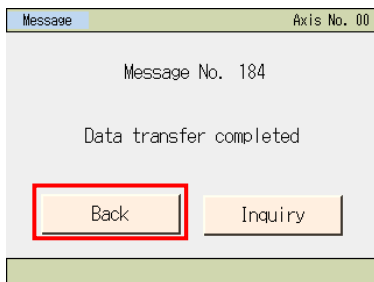 Message Axis No. 00
Message No. 184
Data transfer completed
Back Inquiry